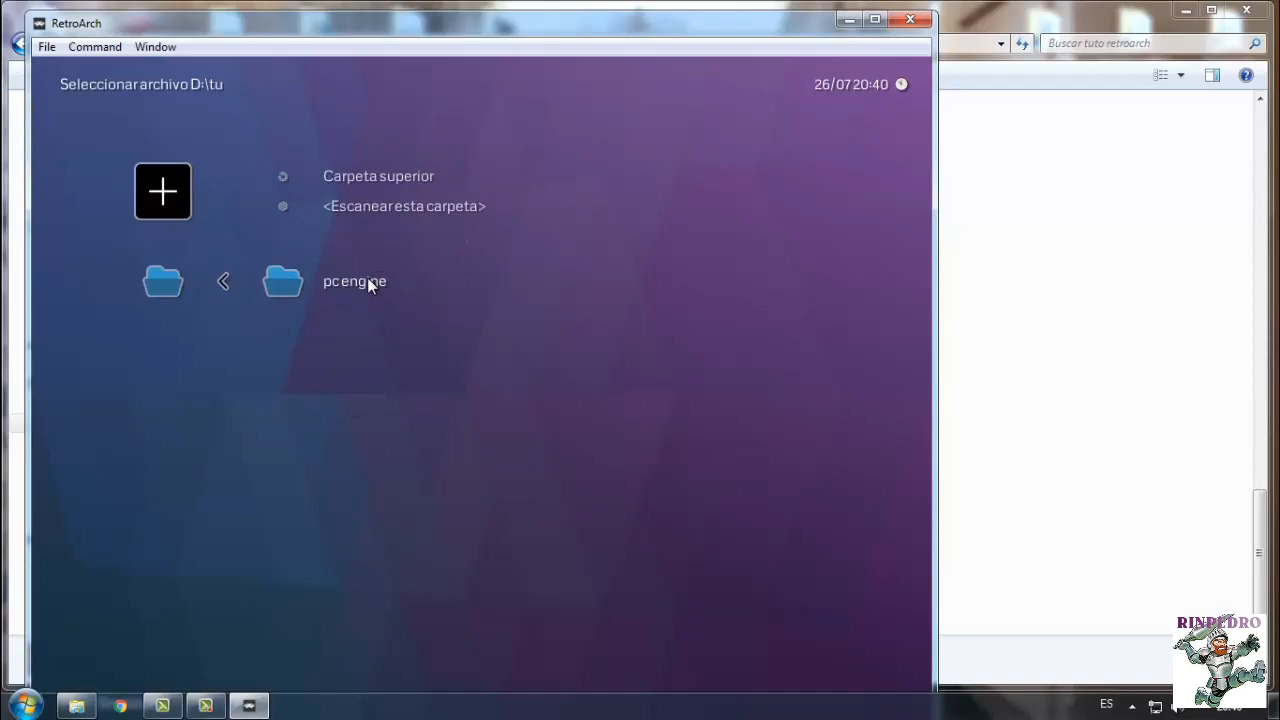 RetroArch
Buscar tuto retroarch
File Command Window
Seleccionar archivo D:\tu
26/07 20:40
Carpeta superior
<Escanear esta carpeta>
pc engine
RINPEDRO
ES